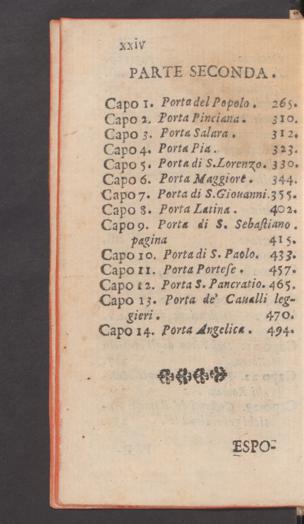 xxiv
PARTE SECONDA.
Capo 1. Porta del Popolo. 265.
Capo 2. Porta Pinciana. 310.
Capo 3. Porta Salara. 312.
Capo 4. Porta Pia. 323.
Capo 5. Porta di S.Lorenzo. 330.
Capo 6. Porta Maggiore. 344.
Capo 7. Porta di S.Giouanni.355.
Capo 8. Porta Latina. 402.
Capo 9. Porta di S. Sebaſtiano.
pagina 415.
Capo 10. Porta di S. Paolo. 433.
Capo 11. Porta Porteſe. 457.
Capo 12. Porta S. Pancratio. 465.
Capo 13. Porta de' Caualli leg-
gieri. 470.
Capo 14. Porta Angelica. 494.
ESPO-